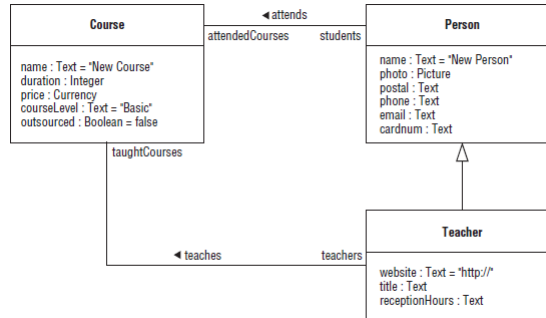 Course
name : Text = "New Course"
duration : Integer
price : Currency
courseLevel : Text = "Basic"
outsourced : Boolean = false
◄ attends
attendedCourses students
Person
name : Text = "New Person"
photo : Picture
postal : Text
phone : Text
email : Text
cardnum : Text
taughtCourses
◄ teaches teachers
Teacher
website : Text = "http://"
title : Text
receptionHours : Text